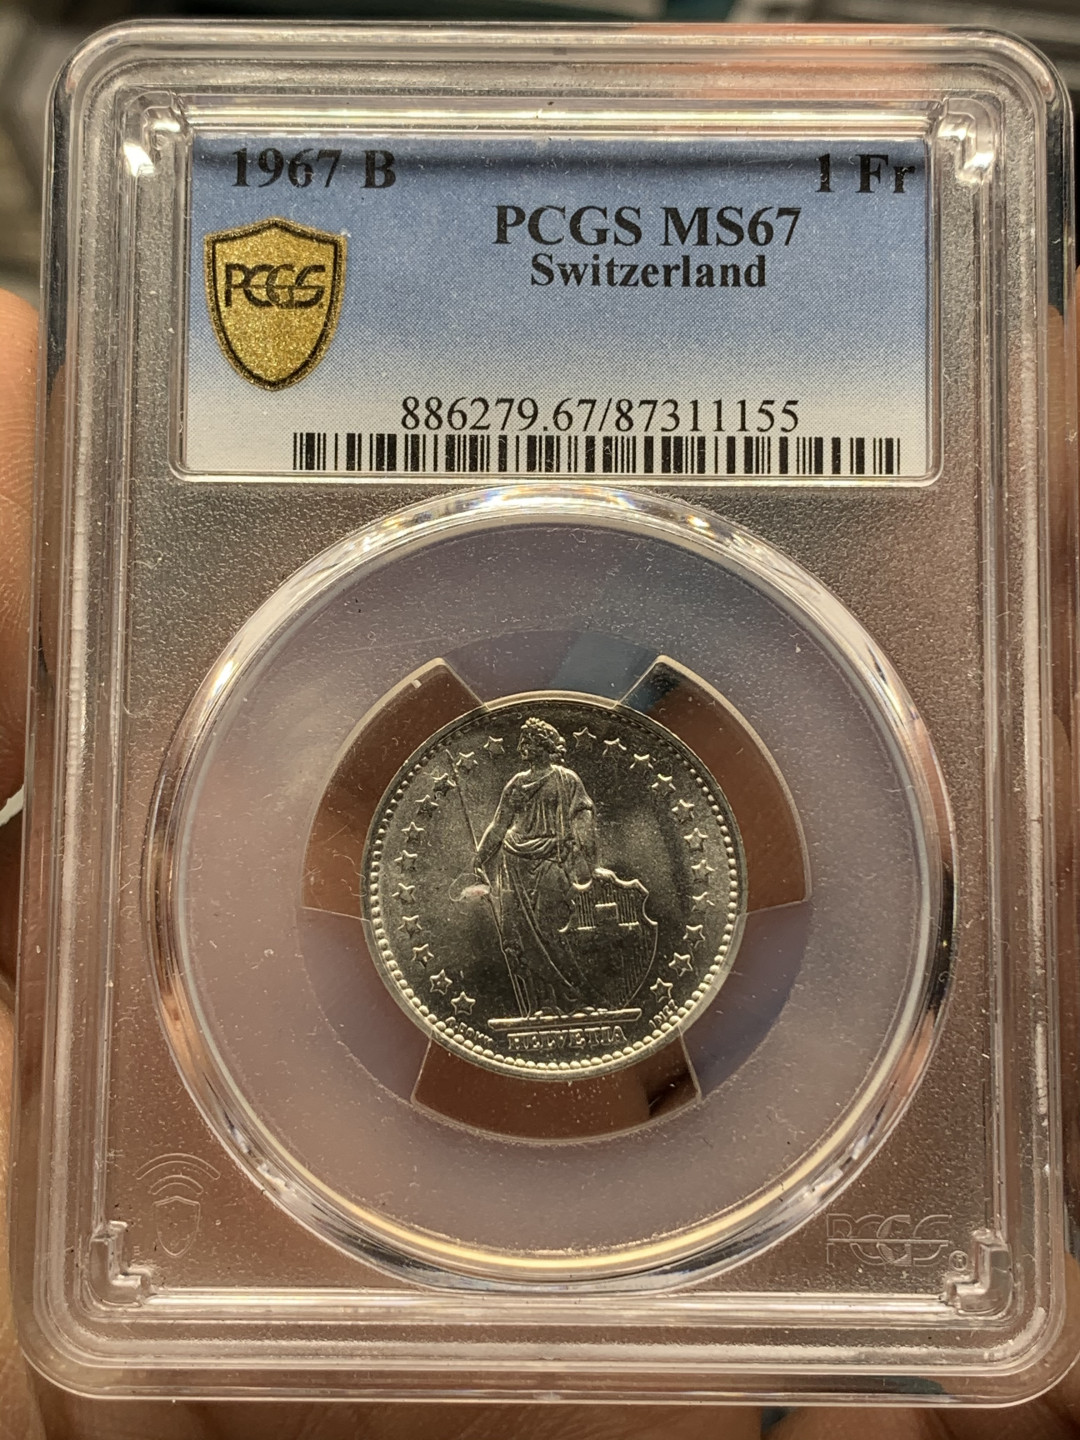 1967 B 1 Fr
PCGS MS67
Switzerland
PCGS
886279.67/87311155
HELVETIA
PCGS